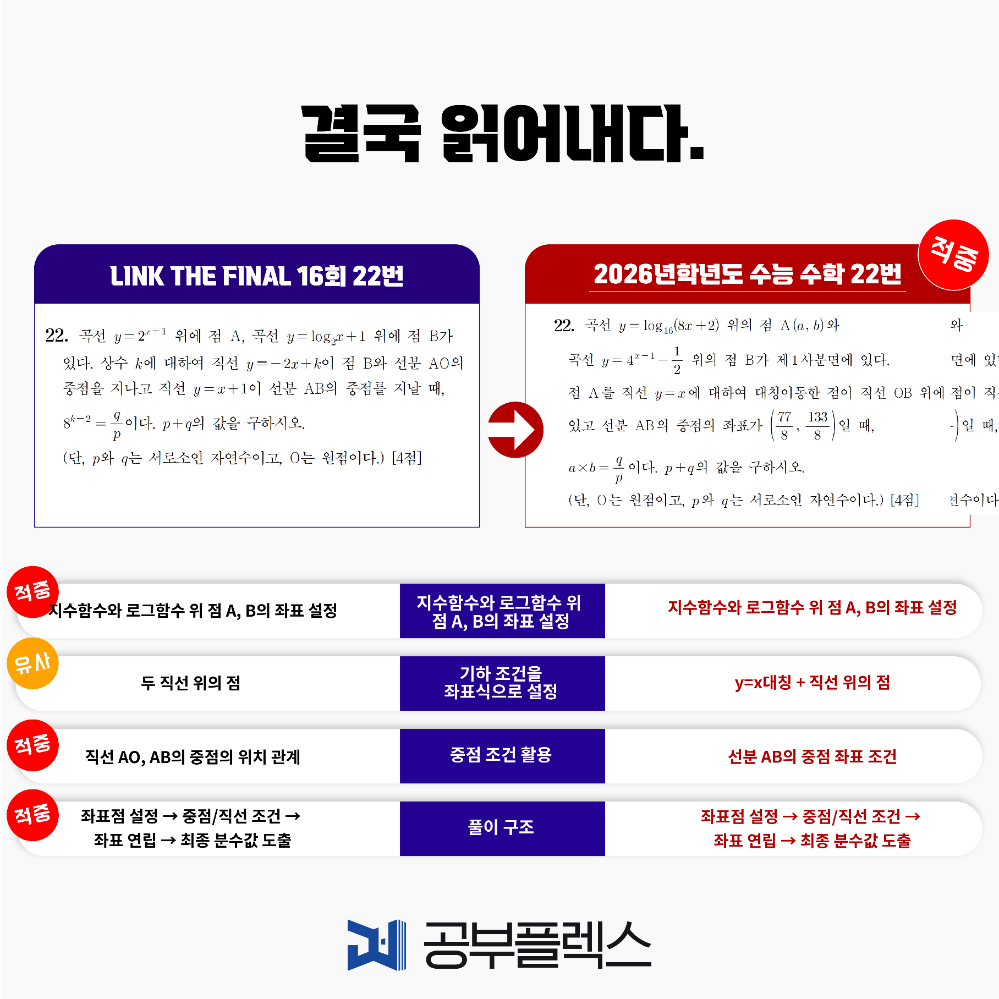 결국 읽어내다.
LINK THE FINAL 16회 22번
22. 곡선 y=2^{x+1} 위에 점 A, 곡선 y=log_2 x+1 위에 점 B가
있다. 상수 k에 대하여 직선 y=-2x+k이 점 B와 선분 AO의
중점을 지나고 직선 y=x+1이 선분 AB의 중점를 지날 때,
8^{k-2} = q/p 이다. p+q의 값을 구하시오.
(단, p와 q는 서로소인 자연수이고, O는 원점이다.) [4점]
적중
2026년학년도 수능 수학 22번
22. 곡선 y=log_{16}(8x+2) 위의 점 A(a, b)와
와
곡선 y=4^{x-1}-1/2 위의 점 B가 제1사분면에 있다.
면에 있
점 A를 직선 y=x에 대하여 대칭이동한 점이 직선 OB 위에
점이 직
있고 선분 AB의 중점의 좌표가 (77/8, 133/8)일 때,
)일 때,
a×b = q/p 이다. p+q의 값을 구하시오.
(단, O는 원점이고, p와 q는 서로소인 자연수이다.) [4점]
연수이다
적중
지수함수와 로그함수 위 점 A, B의 좌표 설정
지수함수와 로그함수 위
점 A, B의 좌표 설정
지수함수와 로그함수 위 점 A, B의 좌표 설정
유사
두 직선 위의 점
기하 조건을
좌표식으로 설정
y=x대칭 + 직선 위의 점
적중
직선 AO, AB의 중점의 위치 관계
중점 조건 활용
선분 AB의 중점 좌표 조건
적중
좌표점 설정 → 중점/직선 조건 →
좌표 연립 → 최종 분수값 도출
풀이 구조
좌표점 설정 → 중점/직선 조건 →
좌표 연립 → 최종 분수값 도출
공부플렉스